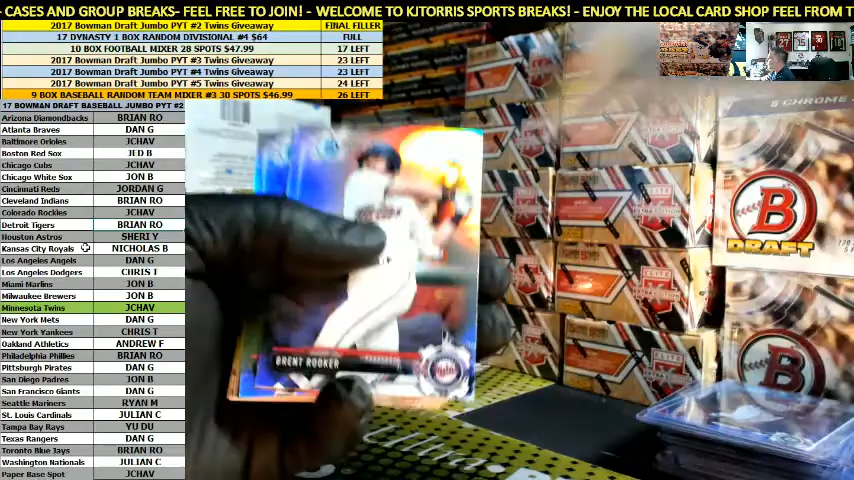 - CASES AND GROUP BREAKS- FEEL FREE TO JOIN! - WELCOME TO KJTORRIS SPORTS BREAKS! - ENJOY THE LOCAL CARD SHOP FEEL FROM T
2017 Bowman Draft Jumbo PYT #2 Twins Giveaway FINAL FILLER
17 DYNASTY 1 BOX RANDOM DIVISIONAL #4 $64 FULL
10 BOX FOOTBALL MIXER 28 SPOTS $47.99 17 LEFT
2017 Bowman Draft Jumbo PYT #3 Twins Giveaway 23 LEFT
2017 Bowman Draft Jumbo PYT #4 Twins Giveaway 23 LEFT
2017 Bowman Draft Jumbo PYT #5 Twins Giveaway 24 LEFT
9 BOX BASEBALL RANDOM TEAM MIXER #3 30 SPOTS $46.99 26 LEFT
17 BOWMAN DRAFT BASEBALL JUMBO PYT #2
Arizona Diamondbacks BRIAN RO
Atlanta Braves DAN G
Baltimore Orioles JCHAV
Boston Red Sox JED B
Chicago Cubs JCHAV
Chicago White Sox JON B
Cincinnati Reds JORDAN G
Cleveland Indians BRIAN RO
Colorado Rockies JCHAV
Detroit Tigers BRIAN RO
Houston Astros SHERI Y
Kansas City Royals NICHOLAS B
Los Angeles Angels DAN G
Los Angeles Dodgers CHRIS T
Miami Marlins JON B
Milwaukee Brewers JON B
Minnesota Twins JCHAV
New York Mets DAN G
New York Yankees CHRIS T
Oakland Athletics ANDREW F
Philadelphia Phillies BRIAN RO
Pittsburgh Pirates DAN G
San Diego Padres JON B
San Francisco Giants DAN G
Seattle Mariners RYAN M
St. Louis Cardinals JULIAN C
Tampa Bay Rays YU DU
Texas Rangers DAN G
Toronto Blue Jays BRIAN RO
Washington Nationals JULIAN C
Paper Base Spot JCHAV
BRENT ROOKER
Twins
B
DRAFT